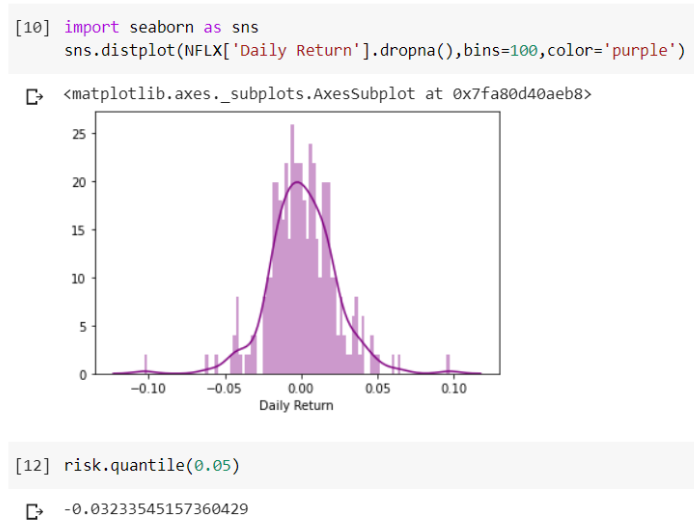 [10] import seaborn as sns
sns.distplot(NFLX['Daily Return'].dropna(),bins=100,color='purple')
<matplotlib.axes._subplots.AxesSubplot at 0x7fa80d40aeb8>
25
20
15
10
5
0
−0.10 −0.05 0.00 0.05 0.10
Daily Return
[12] risk.quantile(0.05)
-0.03233545157360429